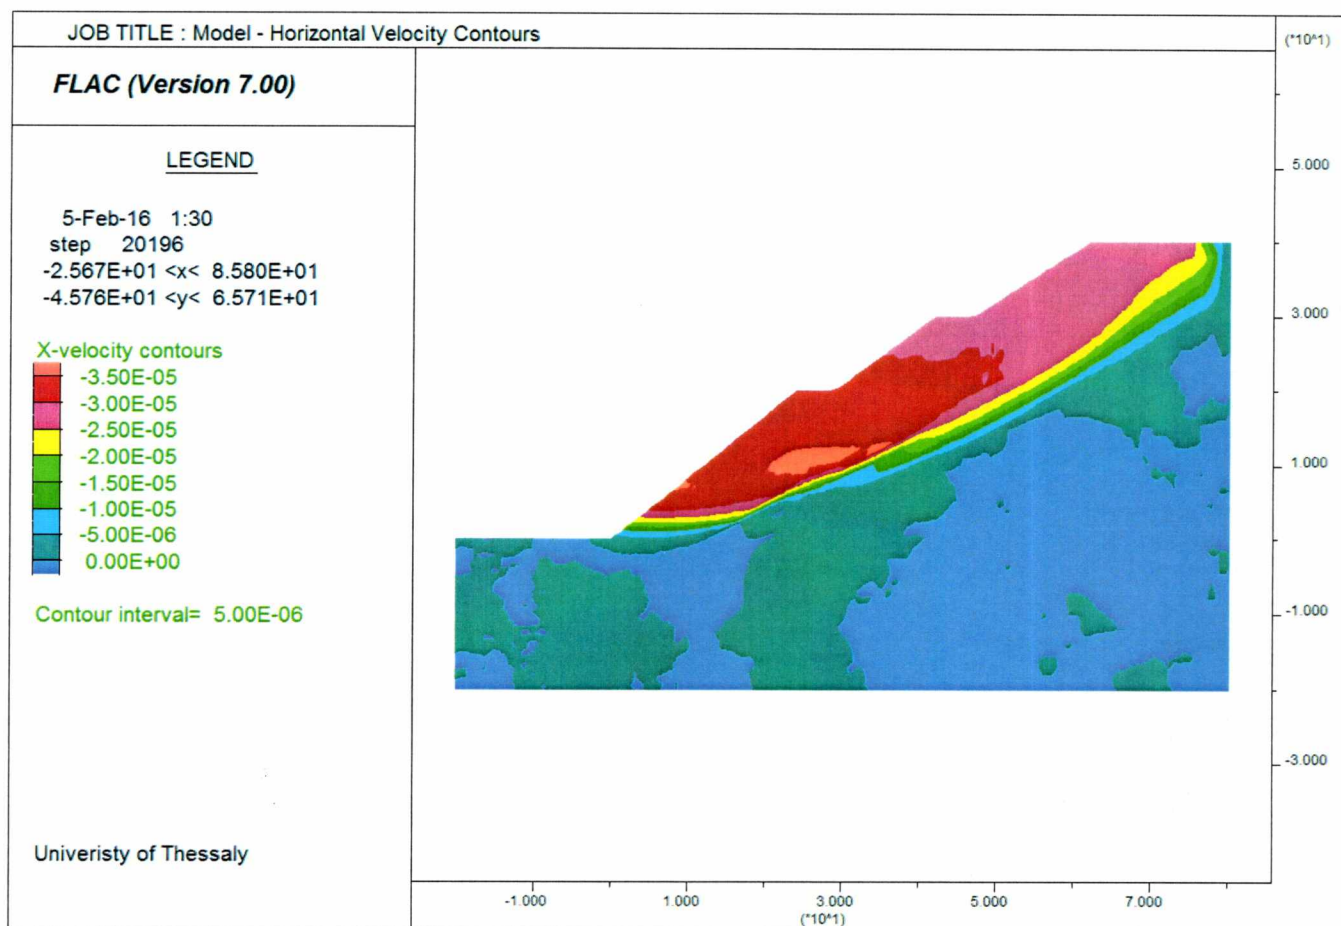 JOB TITLE : Model - Horizontal Velocity Contours
(*10^1)
FLAC (Version 7.00)
LEGEND
5-Feb-16 1:30
step 20196
-2.567E+01 <x< 8.580E+01
-4.576E+01 <y< 6.571E+01
X-velocity contours
-3.50E-05
-3.00E-05
-2.50E-05
-2.00E-05
-1.50E-05
-1.00E-05
-5.00E-06
0.00E+00
Contour interval= 5.00E-06
Univeristy of Thessaly
5.000
3.000
1.000
-1.000
-3.000
-1.000 1.000 3.000 5.000 7.000
(*10^1)